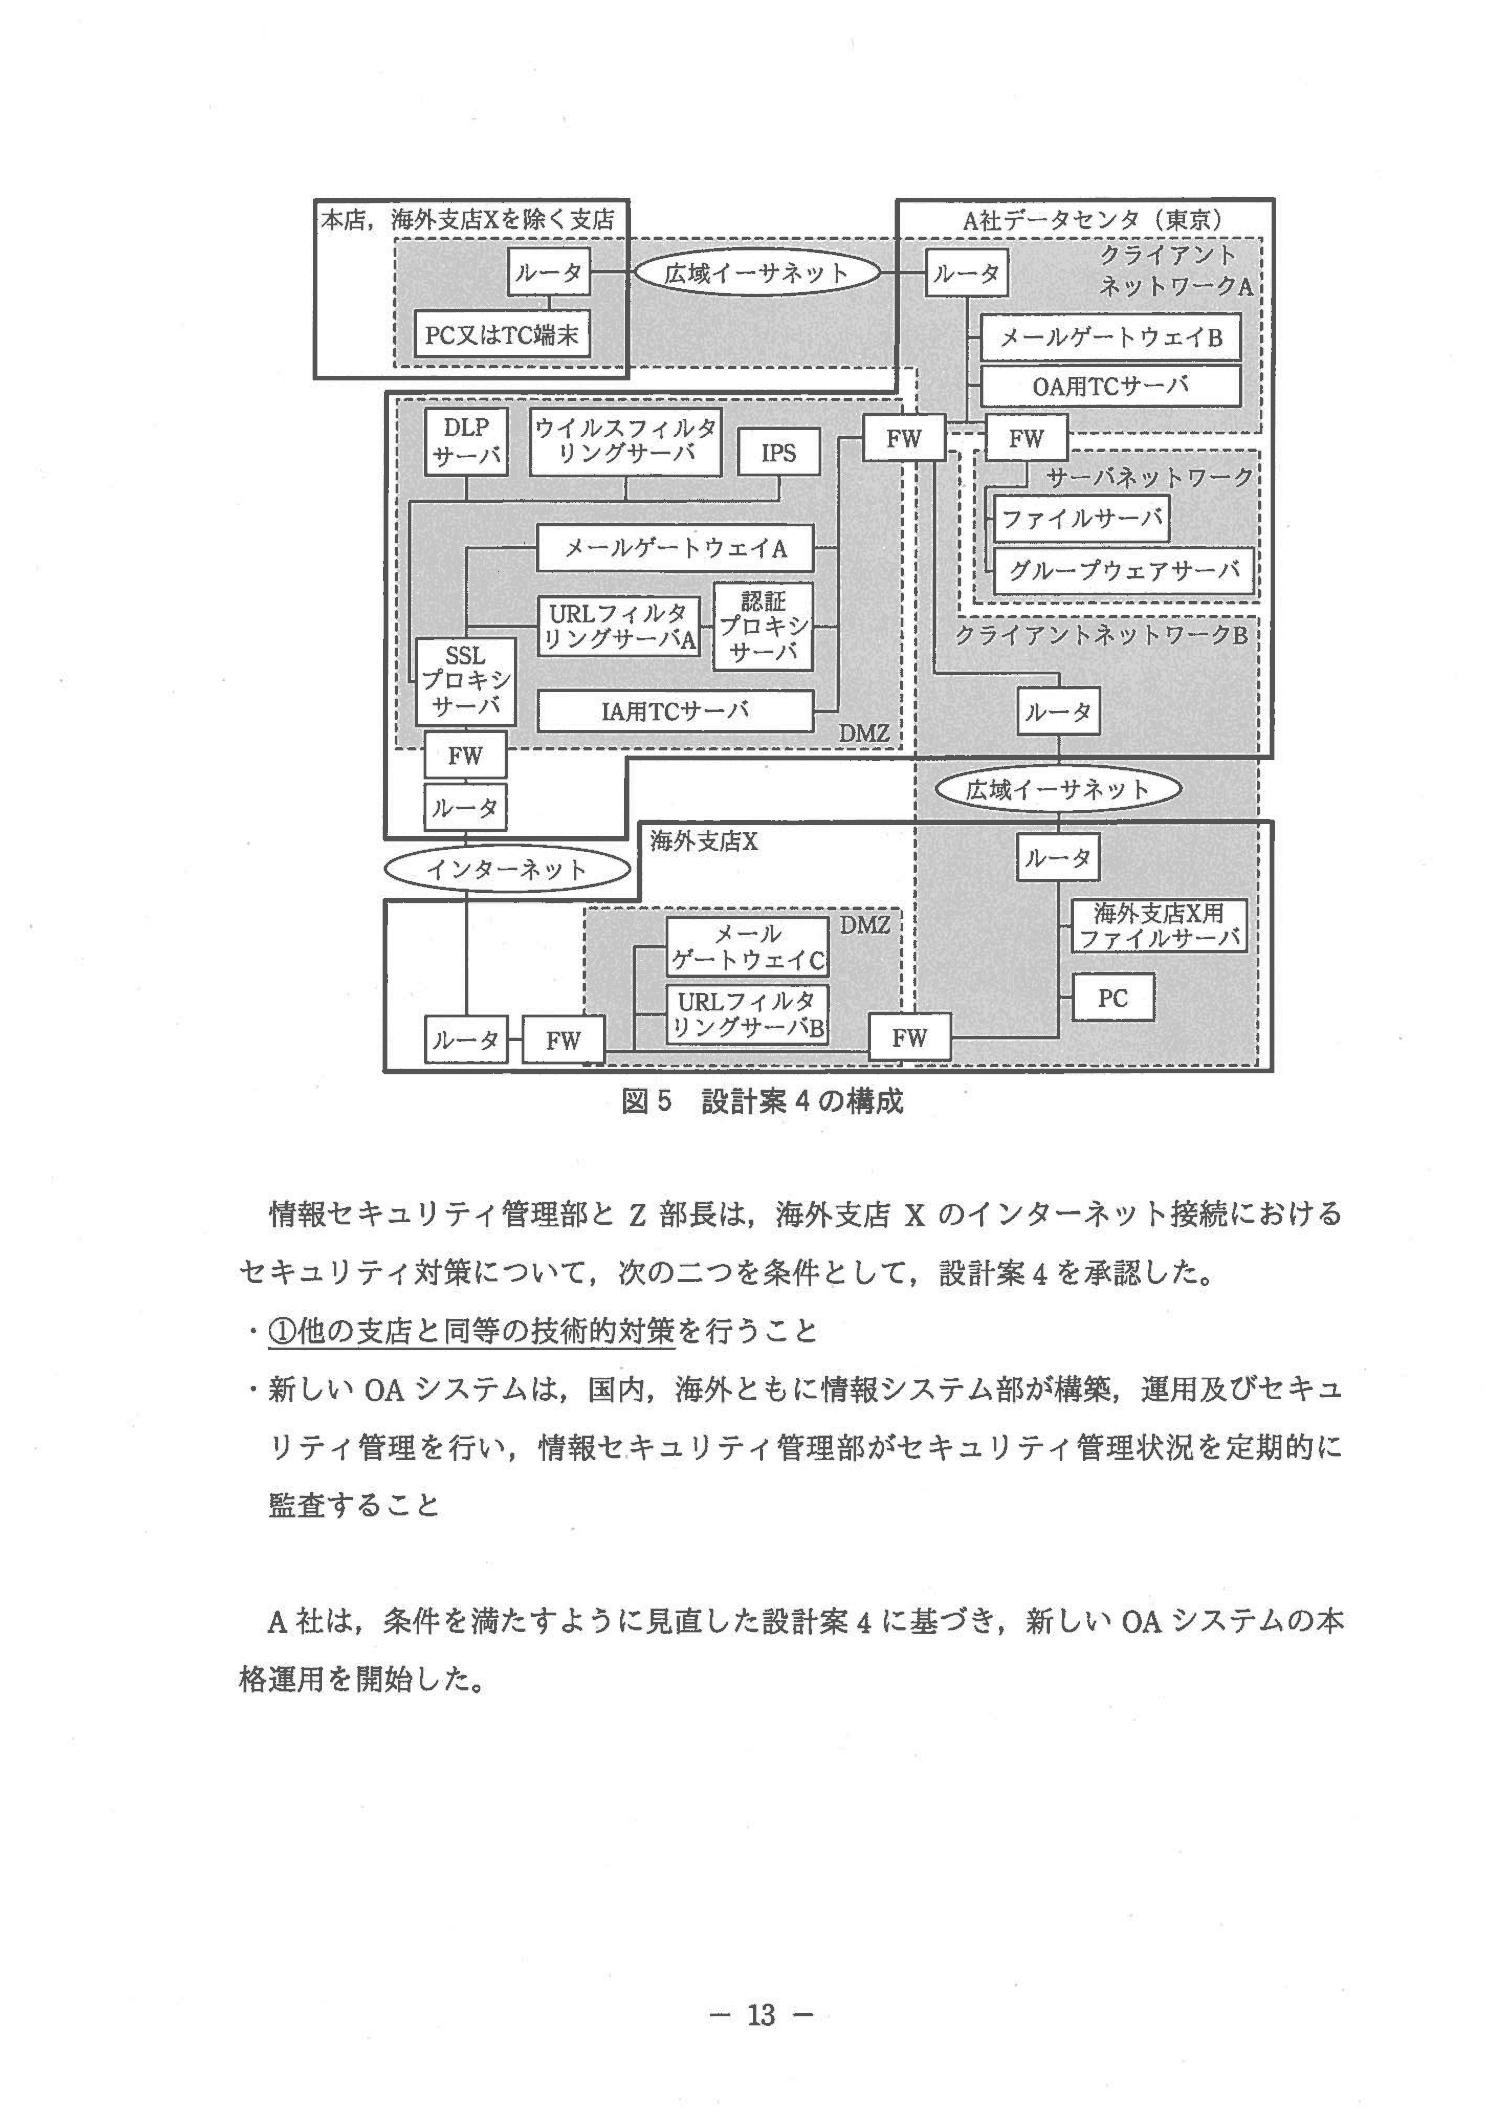 本店，海外支店Xを除く支店
A社データセンタ（東京）
ルータ
広域イーサネット
ルータ
クライアント
ネットワークA
PC又はTC端末
メールゲートウェイB
OA用TCサーバ
DLP
サーバ
ウイルスフィルタ
リングサーバ
IPS
FW
FW
サーバネットワーク
ファイルサーバ
グループウェアサーバ
メールゲートウェイA
URLフィルタ
リングサーバA
認証
プロキシ
サーバ
クライアントネットワークB
SSL
プロキシ
サーバ
IA用TCサーバ
DMZ
ルータ
FW
ルータ
広域イーサネット
インターネット
海外支店X
ルータ
DMZ
メール
ゲートウェイC
海外支店X用
ファイルサーバ
URLフィルタ
リングサーバB
PC
ルータ
FW
FW
図5　設計案4の構成
情報セキュリティ管理部と Z 部長は，海外支店 X のインターネット接続における
セキュリティ対策について，次の二つを条件として，設計案4を承認した。
・①他の支店と同等の技術的対策を行うこと
・新しい OA システムは，国内，海外ともに情報システム部が構築，運用及びセキュ
リティ管理を行い，情報セキュリティ管理部がセキュリティ管理状況を定期的に
監査すること
A 社は，条件を満たすように見直した設計案 4 に基づき，新しい OA システムの本
格運用を開始した。
－ 13 －